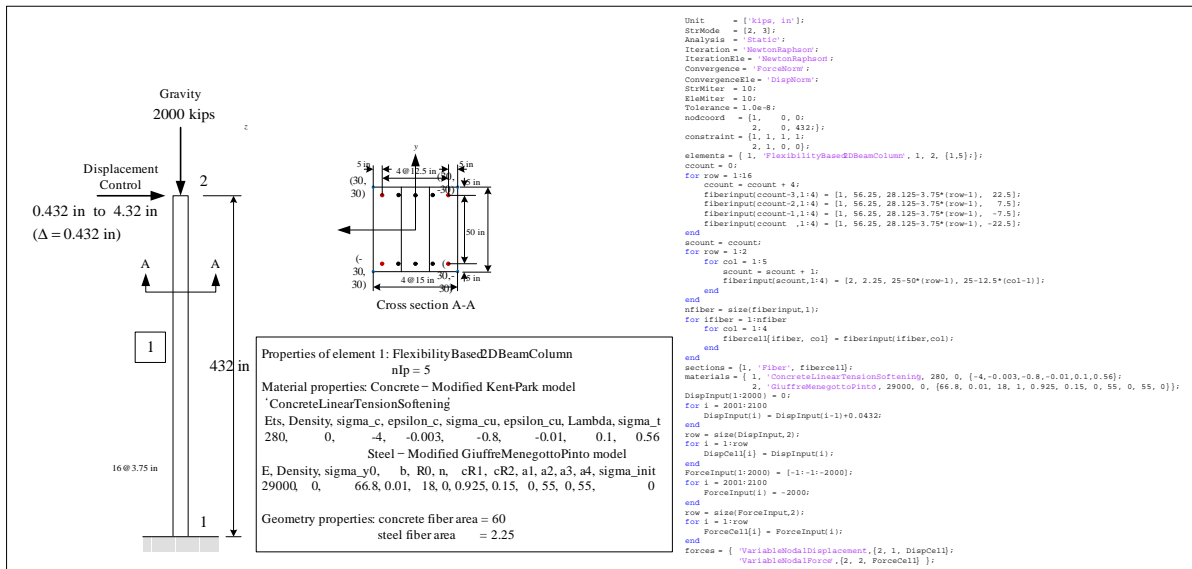 Gravity
2000 kips
z
Displacement
Control
2
0.432 in to 4.32 in
(Δ = 0.432 in)
A
A
1
432 in
16@3.75 in
1
y
5 in
5 in
4@12.5 in
(30,
30)
(30,
-30)
5 in
50 in
(-
30,
30)
(
30,-
30)
5 in
4@15 in
Cross section A-A
Properties of element 1: FlexibilityBased2DBeamColumn
nIp = 5
Material properties: Concrete – Modified Kent-Park model
'ConcreteLinearTensionSoftening'
Ets, Density, sigma_c, epsilon_c, sigma_cu, epsilon_cu, Lambda, sigma_t
280, 0, -4, -0.003, -0.8, -0.01, 0.1, 0.56
Steel – Modified GiuffreMenegottoPinto model
E, Density, sigma_y0, b, R0, n, cR1, cR2, a1, a2, a3, a4, sigma_init
29000, 0, 66.8, 0.01, 18, 0, 0.925, 0.15, 0, 55, 0, 55, 0
Geometry properties: concrete fiber area = 60
steel fiber area = 2.25
Unit = ['kips, in'];
StrMode = [2, 3];
Analysis = 'Static';
Iteration = 'NewtonRaphson';
IterationEle = 'NewtonRaphson';
Convergence = 'ForceNorm';
ConvergenceEle = 'DispNorm';
StrMiter = 10;
EleMiter = 10;
Tolerance = 1.0e-8;
nodcoord = {1, 0, 0;
2, 0, 432;};
constraint = {1, 1, 1, 1;
2, 1, 0, 0};
elements = { 1, 'FlexibilityBased2DBeamColumn', 1, 2, {1,5};};
ccount = 0;
for row = 1:16
ccount = ccount + 4;
fiberinput(ccount-3,1:4) = [1, 56.25, 28.125-3.75*(row-1), 22.5];
fiberinput(ccount-2,1:4) = [1, 56.25, 28.125-3.75*(row-1), 7.5];
fiberinput(ccount-1,1:4) = [1, 56.25, 28.125-3.75*(row-1), -7.5];
fiberinput(ccount ,1:4) = [1, 56.25, 28.125-3.75*(row-1), -22.5];
end
scount = ccount;
for row = 1:2
for col = 1:5
scount = scount + 1;
fiberinput(scount,1:4) = [2, 2.25, 25-50*(row-1), 25-12.5*(col-1)];
end
end
nfiber = size(fiberinput,1);
for ifiber = 1:nfiber
for col = 1:4
fibercell{ifiber, col} = fiberinput(ifiber,col);
end
end
sections = {1, 'Fiber', fibercell};
materials = { 1, 'ConcreteLinearTensionSoftening, 280, 0, {-4,-0.003,-0.8,-0.01,0.1,0.56};
2, 'GiuffreMenegottoPinto', 29000, 0, {66.8, 0.01, 18, 1, 0.925, 0.15, 0, 55, 0, 55, 0}};
DispInput(1:2000) = 0;
for i = 2001:2100
DispInput(i) = DispInput(i-1)+0.0432;
end
row = size(DispInput,2);
for i = 1:row
DispCell{i} = DispInput(i);
end
ForceInput(1:2000) = [-1:-1:-2000];
for i = 2001:2100
ForceInput(i) = -2000;
end
row = size(ForceInput,2);
for i = 1:row
ForceCell{i} = ForceInput(i);
end
forces = { 'VariableNodalDisplacement,{2, 1, DispCell};
'VariableNodalForce',{2, 2, ForceCell} };